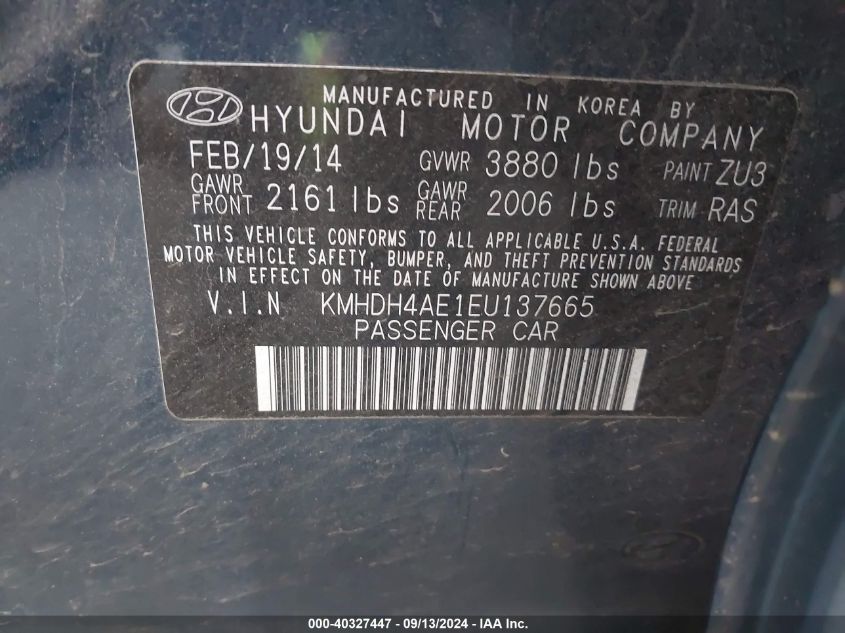 MANUFACTURED IN KOREA BY
HYUNDAI MOTOR COMPANY
FEB/19/14 GVWR 3880 lbs PAINT ZU3
GAWR FRONT 2161 lbs GAWR REAR 2006 lbs TRIM RAS
THIS VEHICLE CONFORMS TO ALL APPLICABLE U.S.A. FEDERAL
MOTOR VEHICLE SAFETY, BUMPER, AND THEFT PREVENTION STANDARDS
IN EFFECT ON THE DATE OF MANUFACTURE SHOWN ABOVE
V.I.N KMHDH4AE1EU137665
PASSENGER CAR
000-40327447 - 09/13/2024 - IAA Inc.